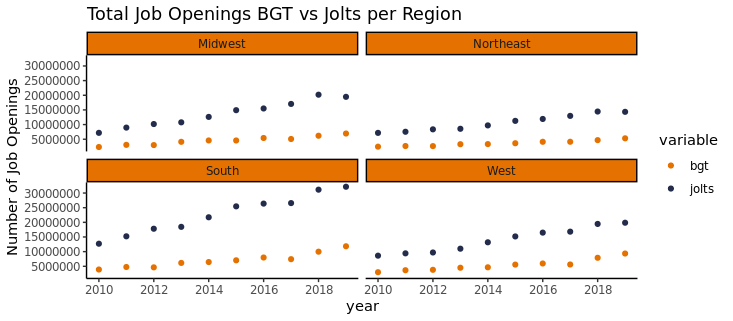 Total Job Openings BGT vs Jolts per Region
Midwest
Northeast
30000000
25000000
20000000
15000000
10000000
5000000
South
West
30000000
25000000
20000000
15000000
10000000
5000000
2010 2012 2014 2016 2018
2010 2012 2014 2016 2018
year
Number of Job Openings
variable
bgt
jolts